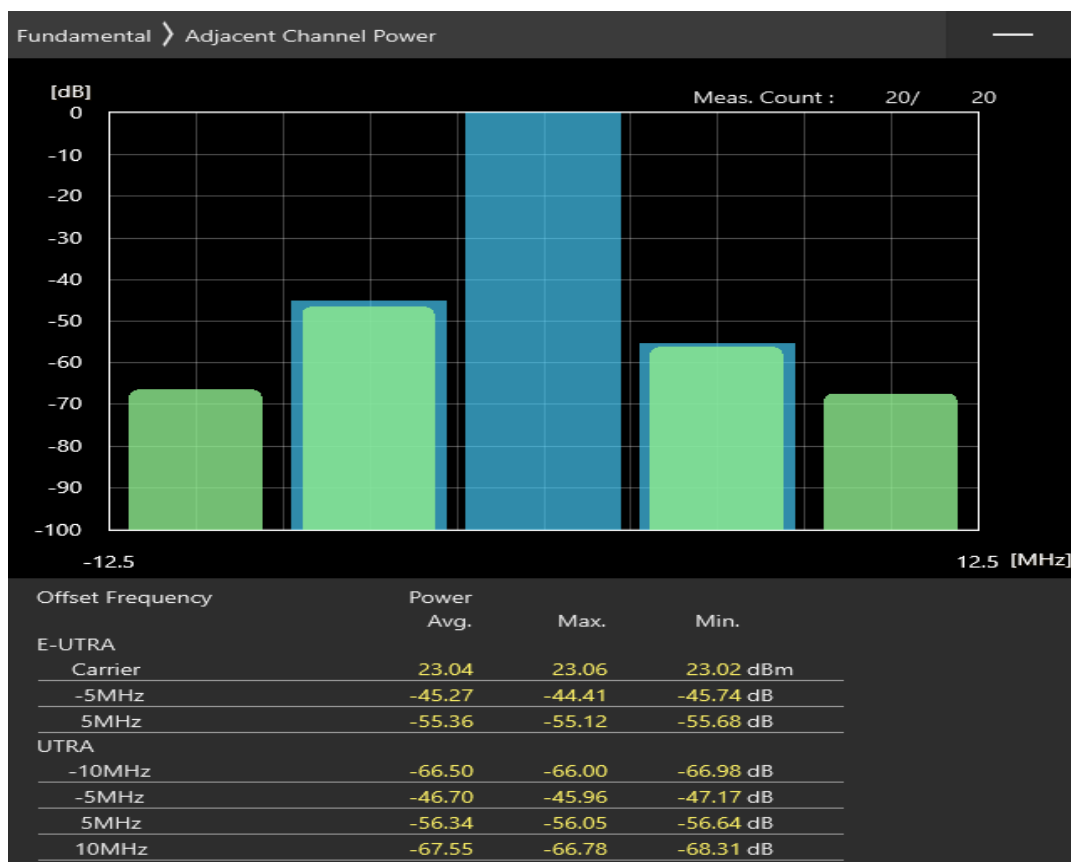 Fundamental ❯ Adjacent Channel Power
[dB]
Meas. Count : 20/ 20
0
-10
-20
-30
-40
-50
-60
-70
-80
-90
-100
-12.5 12.5 [MHz]
Offset Frequency Power
Avg. Max. Min.
E-UTRA
Carrier 23.04 23.06 23.02 dBm
-5MHz -45.27 -44.41 -45.74 dB
5MHz -55.36 -55.12 -55.68 dB
UTRA
-10MHz -66.50 -66.00 -66.98 dB
-5MHz -46.70 -45.96 -47.17 dB
5MHz -56.34 -56.05 -56.64 dB
10MHz -67.55 -66.78 -68.31 dB